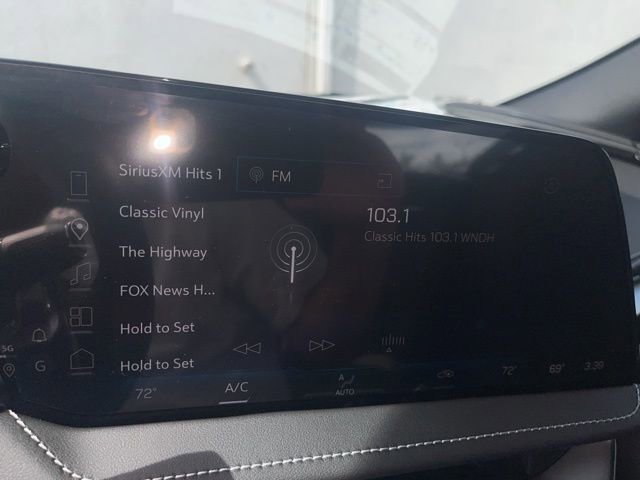 SiriusXM Hits 1
FM
Classic Vinyl
103.1
Classic Hits 103.1 WNDH
The Highway
FOX News H...
Hold to Set
5G
G
Hold to Set
72°
A/C
A
AUTO
72°
69°
3:39